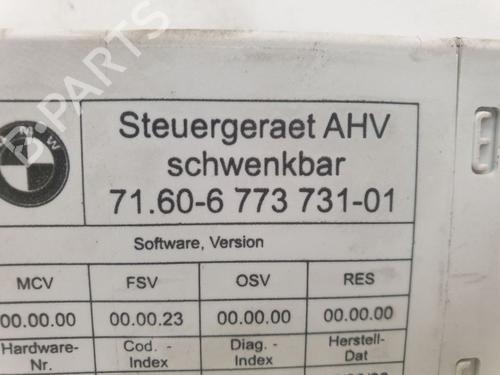 BMW
Steuergeraet AHV
schwenkbar
71.60-6 773 731-01
Software, Version
MCV FSV OSV RES
00.00.00 00.00.23 00.00.00 00.00.00
Hardware- Cod. - Diag. - Herstell-
Nr. Index Index Dat